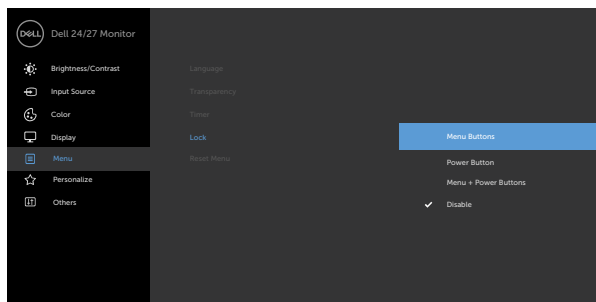 DELL
Dell 24/27 Monitor
Brightness/Contrast
Input Source
Color
Display
Menu
Personalize
Others
Language
Transparency
Timer
Lock
Reset Menu
Menu Buttons
Power Button
Menu + Power Buttons
Disable